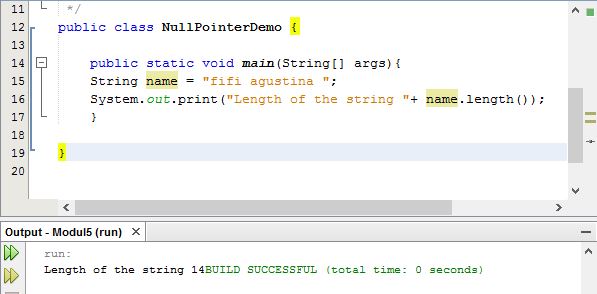 11 */
12 public class NullPointerDemo {
13
14 public static void main(String[] args){
15 String name = "fifi agustina ";
16 System.out.print("Length of the string "+ name.length());
17 }
18
19 }
20
Output - Modul5 (run) ×
run:
Length of the string 14BUILD SUCCESSFUL (total time: 0 seconds)